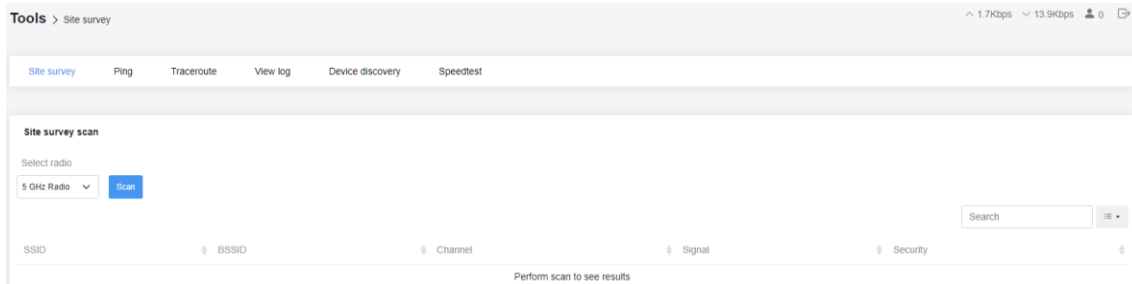 Tools > Site survey
1.7Kbps 13.9Kbps 0
Site survey Ping Traceroute View log Device discovery Speedtest
Site survey scan
Select radio
5 GHz Radio Scan
Search
SSID BSSID Channel Signal Security
Perform scan to see results